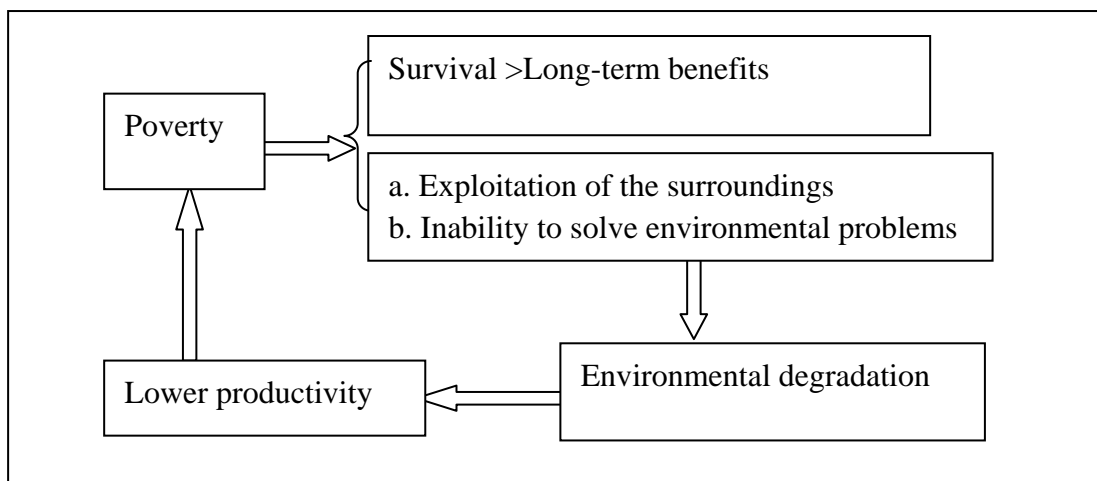 Survival >Long-term benefits
Poverty
a. Exploitation of the surroundings
b. Inability to solve environmental problems
Environmental degradation
Lower productivity